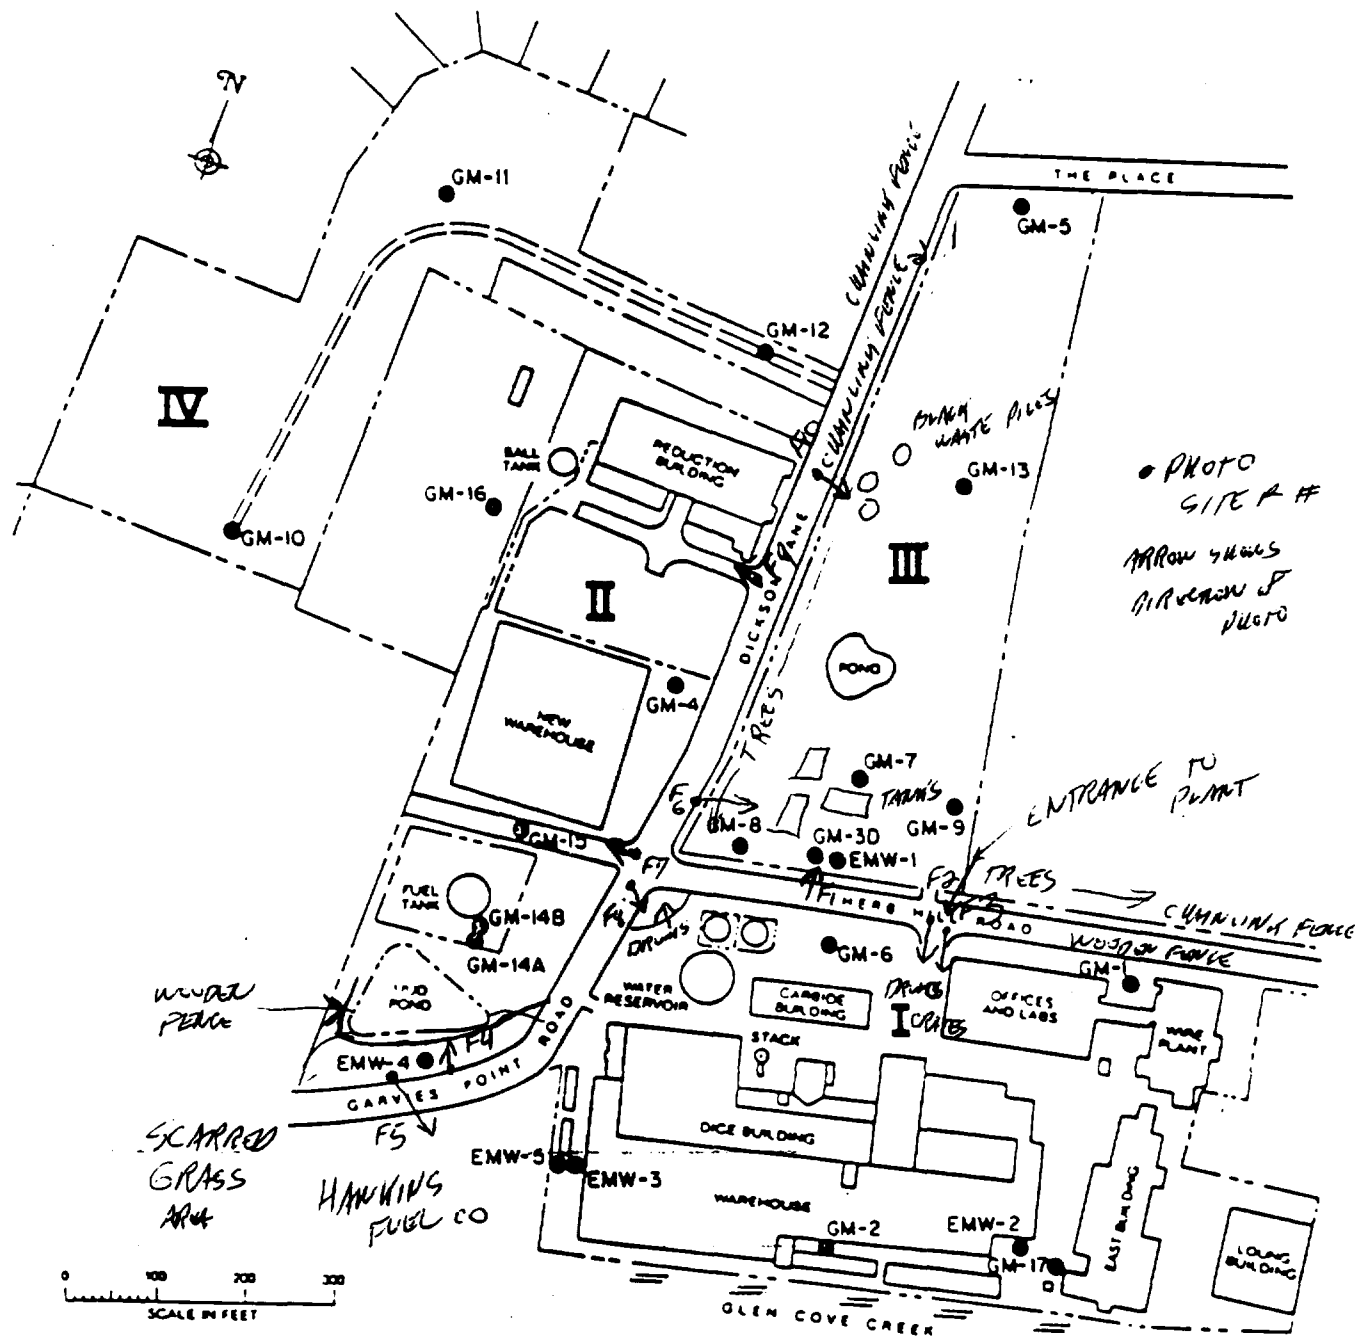 N
GM-11
THE PLACE
GM-5
CHAINLINK FENCE
CHAINLINK FENCE
GM-12
IV
BLACK
WASTE PILES
REDUCTION
BUILDING
BALL
TANK
GM-16
GM-13
• PHOTO
SITE & #
ARROW SHOWS
DIRECTION OF
PHOTO
GM-10
III
II
DICKSON LANE
POND
GM-4
NEW
WAREHOUSE
TREES
GM-7
TANKS
ENTRANCE TO
PLANT
F6
GM-8
GM-9
GM-3D
EMW-1
GM-15
F7
F1
F2
TREES
CHAINLINK FENCE
HERB HILL ROAD
WOODEN FENCE
FUEL
TANK
GM-14B
GM-14A
DRUMS
GM-6
GM-1
WOODEN
FENCE
MUD
POND
WATER
RESERVOIR
CARBIDE
BUILDING
DRUMS
I
CRATES
OFFICES
AND LABS
WIRE
PLANT
STACK
EMW-4
F4
GARVIES POINT ROAD
F5
SCARRED
GRASS
AREA
HAWKINS
FUEL CO
DICE BUILDING
EMW-5
EMW-3
WAREHOUSE
GM-2
EMW-2
GM-17
EAST BUILDING
LOUNG
BUILDING
0 100 200 300
SCALE IN FEET
GLEN COVE CREEK